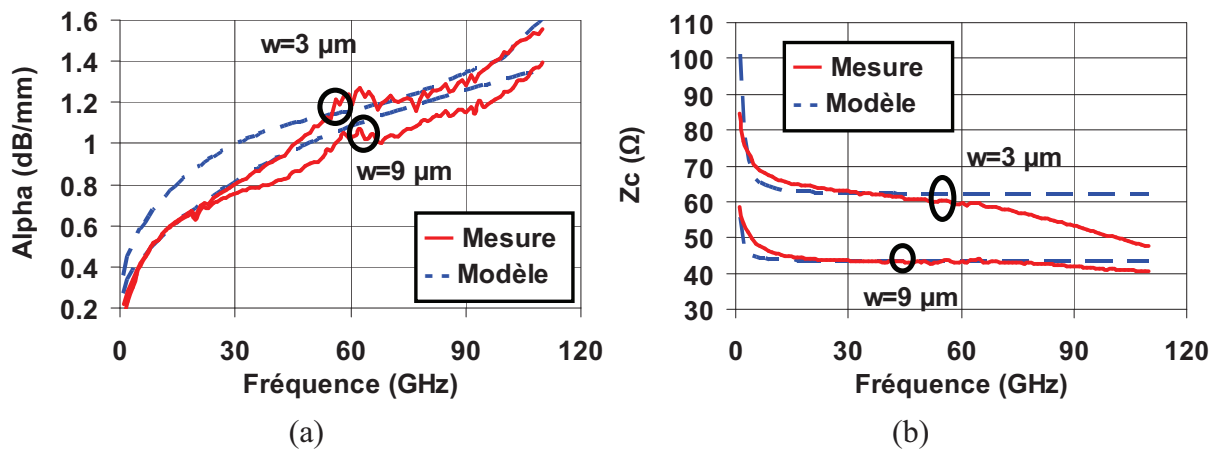 1.6
1.4
1.2
1
0.8
0.6
0.4
0.2
Alpha (dB/mm)
w=3 µm
w=9 µm
Mesure
Modèle
0 30 60 90 120
Fréquence (GHz)
(a)
110
100
90
80
70
60
50
40
30
Zc (Ω)
Mesure
Modèle
w=3 µm
w=9 µm
0 30 60 90 120
Fréquence (GHz)
(b)